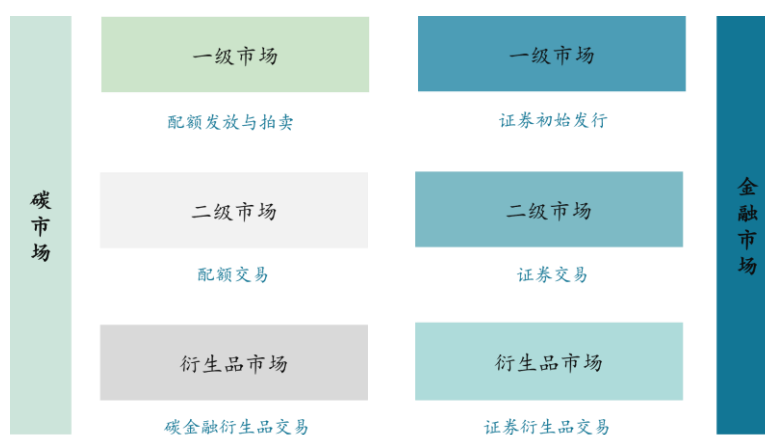 碳市场
一级市场
配额发放与拍卖
二级市场
配额交易
衍生品市场
碳金融衍生品交易
一级市场
证券初始发行
二级市场
证券交易
衍生品市场
证券衍生品交易
金融市场